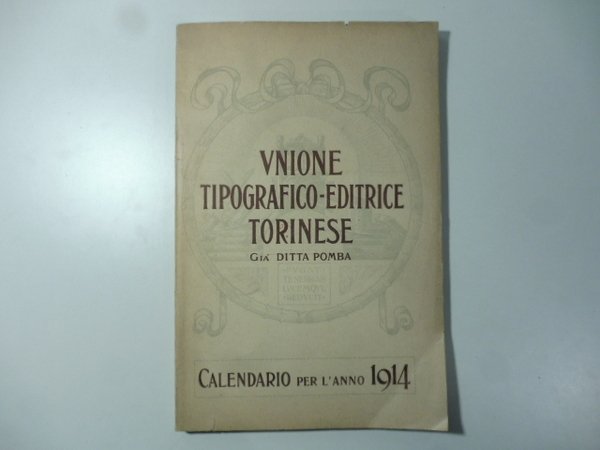 VNIONE
TIPOGRAFICO-EDITRICE
TORINESE
GIA' DITTA POMBA
CALENDARIO PER L'ANNO 1914